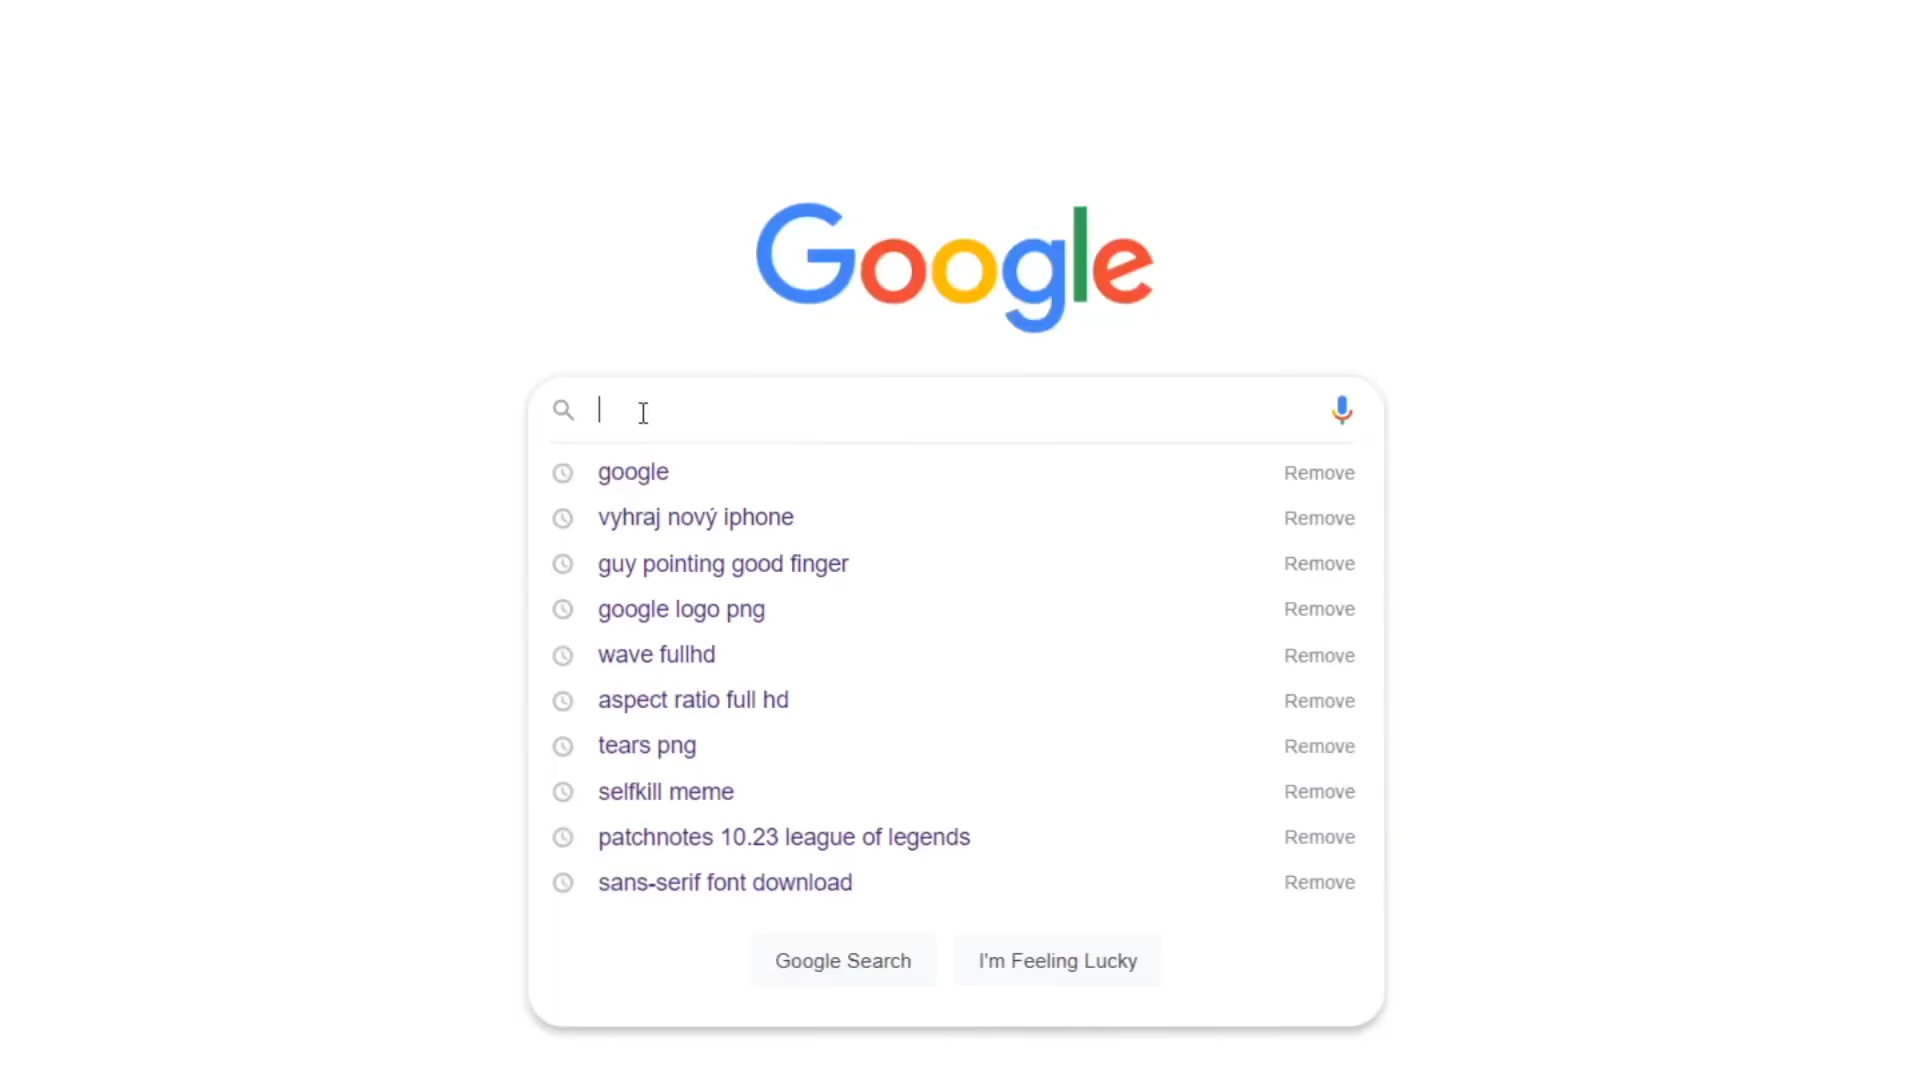 Google
google Remove
vyhraj nový iphone Remove
guy pointing good finger Remove
google logo png Remove
wave fullhd Remove
aspect ratio full hd Remove
tears png Remove
selfkill meme Remove
patchnotes 10.23 league of legends Remove
sans-serif font download Remove
Google Search I'm Feeling Lucky